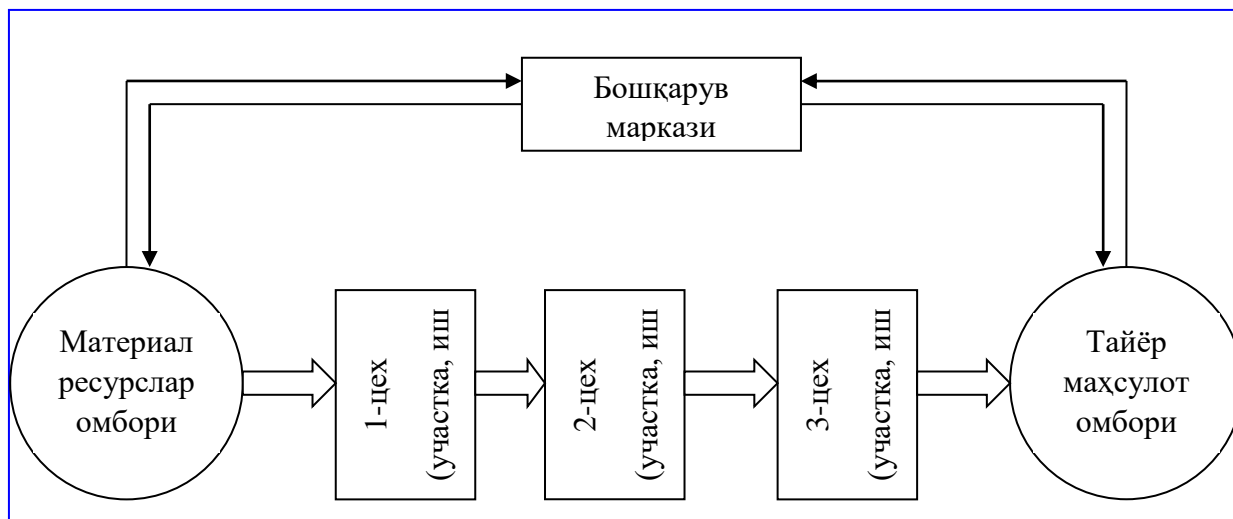 Бошқарув
маркази
Материал
ресурслар
омбори
1-цех
(участка, иш
2-цех
(участка, иш
3-цех
(участка, иш
Тайёр
маҳсулот
омбори